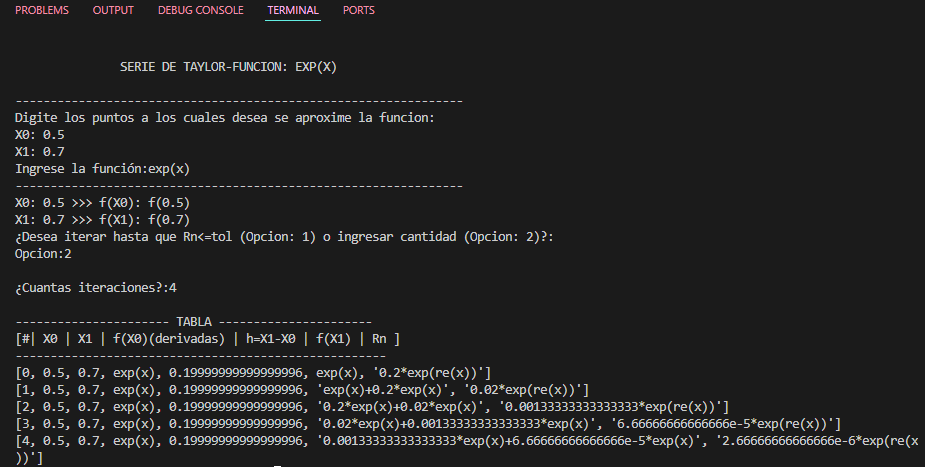 PROBLEMS OUTPUT DEBUG CONSOLE TERMINAL PORTS
SERIE DE TAYLOR-FUNCION: EXP(X)
----------------------------------------------------------------
Digite los puntos a los cuales desea se aproxime la funcion:
X0: 0.5
X1: 0.7
Ingrese la función:exp(x)
----------------------------------------------------------------
X0: 0.5 >>> f(X0): f(0.5)
X1: 0.7 >>> f(X1): f(0.7)
¿Desea iterar hasta que Rn<=tol (Opcion: 1) o ingresar cantidad (Opcion: 2)?:
Opcion:2
¿Cuantas iteraciones?:4
---------------------- TABLA ----------------------
[#| X0 | X1 | f(X0)(derivadas) | h=X1-X0 | f(X1) | Rn ]
-----------------------------------------------------
[0, 0.5, 0.7, exp(x), 0.19999999999999996, exp(x), '0.2*exp(re(x))']
[1, 0.5, 0.7, exp(x), 0.19999999999999996, 'exp(x)+0.2*exp(x)', '0.02*exp(re(x))']
[2, 0.5, 0.7, exp(x), 0.19999999999999996, '0.2*exp(x)+0.02*exp(x)', '0.00133333333333333*exp(re(x))']
[3, 0.5, 0.7, exp(x), 0.19999999999999996, '0.02*exp(x)+0.00133333333333333*exp(x)', '6.66666666666666e-5*exp(re(x))']
[4, 0.5, 0.7, exp(x), 0.19999999999999996, '0.00133333333333333*exp(x)+6.66666666666666e-5*exp(x)', '2.66666666666666e-6*exp(re(x
))']